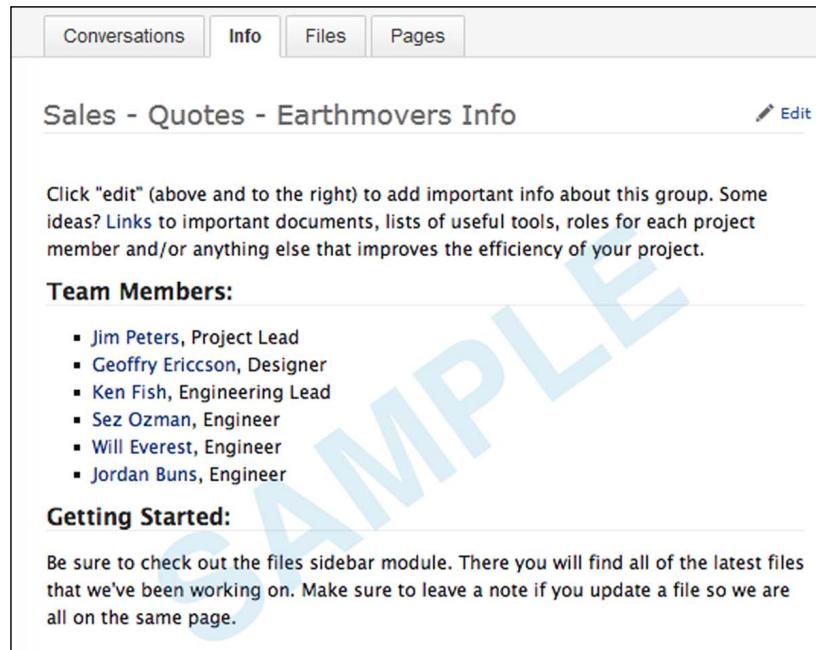 Conversations Info Files Pages
Sales - Quotes - Earthmovers Info
Edit
Click "edit" (above and to the right) to add important info about this group. Some
ideas? Links to important documents, lists of useful tools, roles for each project
member and/or anything else that improves the efficiency of your project.
Team Members:
Jim Peters, Project Lead
Geoffry Ericcson, Designer
Ken Fish, Engineering Lead
Sez Ozman, Engineer
Will Everest, Engineer
Jordan Buns, Engineer
Getting Started:
Be sure to check out the files sidebar module. There you will find all of the latest files
that we've been working on. Make sure to leave a note if you update a file so we are
all on the same page.
SAMPLE